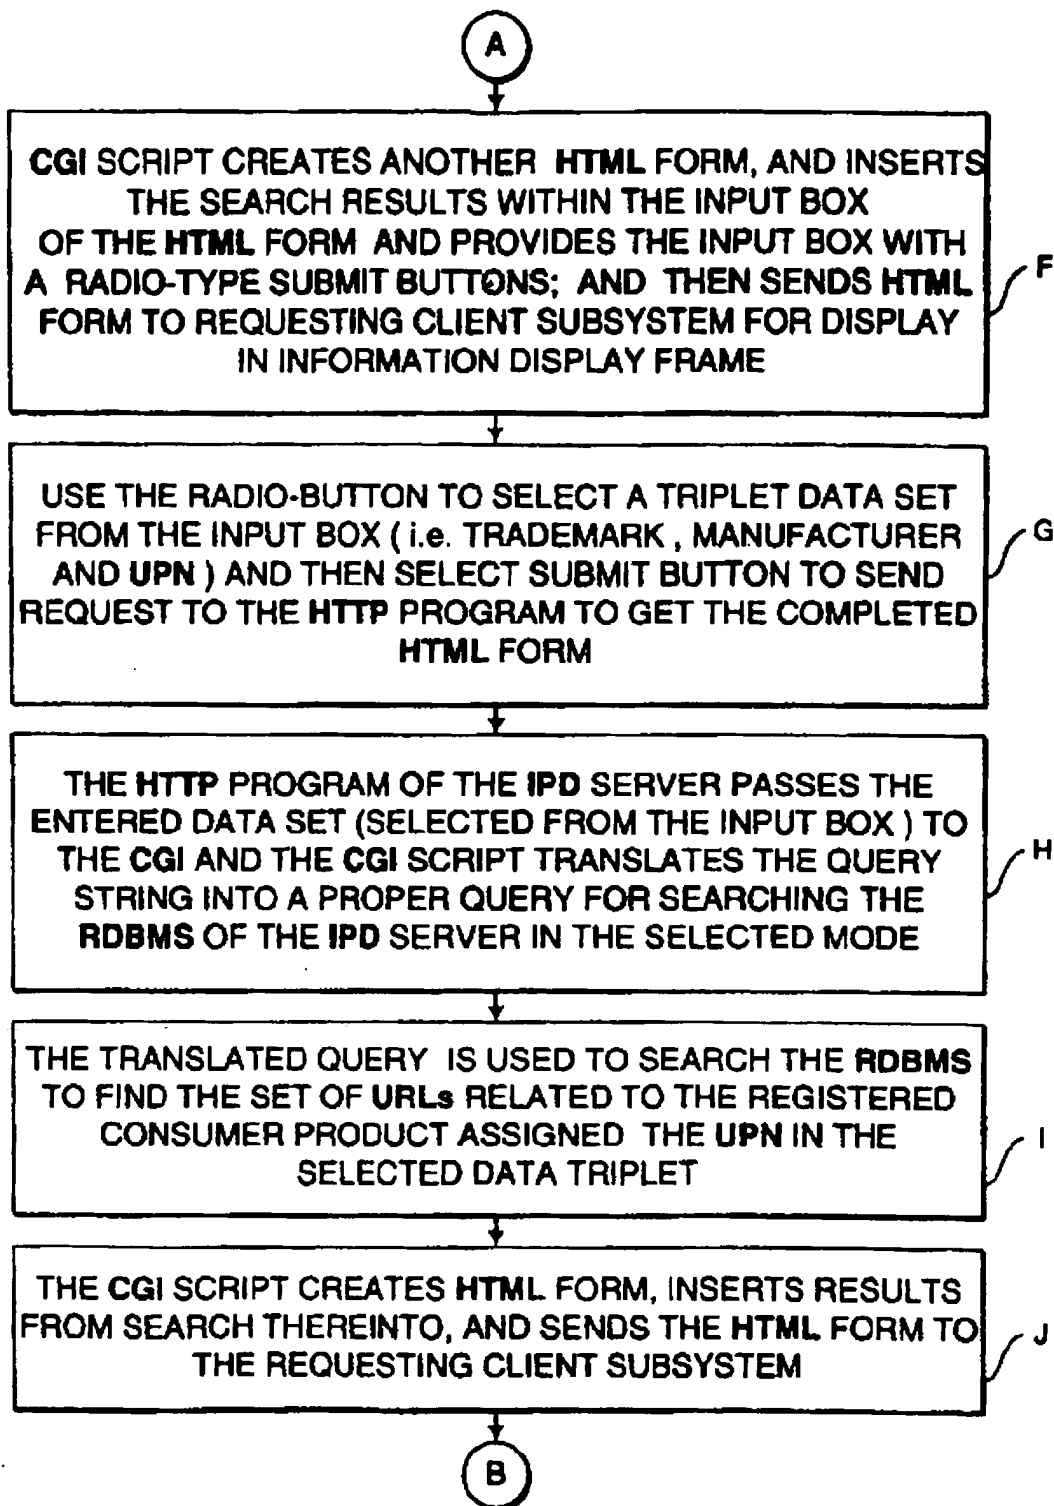 A
CGI SCRIPT CREATES ANOTHER HTML FORM, AND INSERTS
THE SEARCH RESULTS WITHIN THE INPUT BOX
OF THE HTML FORM AND PROVIDES THE INPUT BOX WITH
A RADIO-TYPE SUBMIT BUTTONS; AND THEN SENDS HTML
FORM TO REQUESTING CLIENT SUBSYSTEM FOR DISPLAY
IN INFORMATION DISPLAY FRAME
F
USE THE RADIO-BUTTON TO SELECT A TRIPLET DATA SET
FROM THE INPUT BOX ( i.e. TRADEMARK , MANUFACTURER
AND UPN ) AND THEN SELECT SUBMIT BUTTON TO SEND
REQUEST TO THE HTTP PROGRAM TO GET THE COMPLETED
HTML FORM
G
THE HTTP PROGRAM OF THE IPD SERVER PASSES THE
ENTERED DATA SET (SELECTED FROM THE INPUT BOX ) TO
THE CGI AND THE CGI SCRIPT TRANSLATES THE QUERY
STRING INTO A PROPER QUERY FOR SEARCHING THE
RDBMS OF THE IPD SERVER IN THE SELECTED MODE
H
THE TRANSLATED QUERY IS USED TO SEARCH THE RDBMS
TO FIND THE SET OF URLs RELATED TO THE REGISTERED
CONSUMER PRODUCT ASSIGNED THE UPN IN THE
SELECTED DATA TRIPLET
I
THE CGI SCRIPT CREATES HTML FORM, INSERTS RESULTS
FROM SEARCH THEREINTO, AND SENDS THE HTML FORM TO
THE REQUESTING CLIENT SUBSYSTEM
J
B